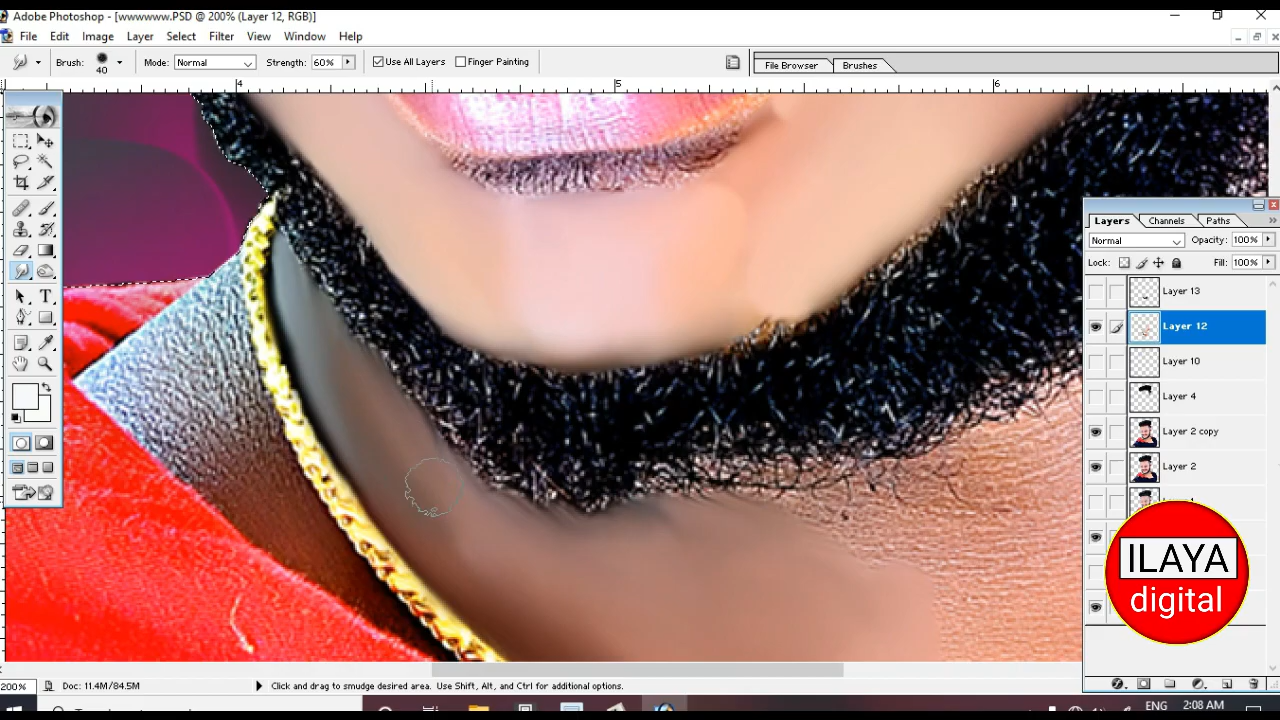 Adobe Photoshop - [wwwwww.PSD @ 200% (Layer 12, RGB)]
File Edit Image Layer Select Filter View Window Help
Brush: 40 Mode: Normal Strength: 60% Use All Layers Finger Painting File Browser Brushes
4 5 6
Layers Channels Paths
Normal Opacity: 100%
Lock: Fill: 100%
Layer 13
Layer 12
Layer 10
Layer 4
Layer 2 copy
Layer 2
ILAYA
digital
200% Doc: 11.4M/84.5M Click and drag to smudge desired area. Use Shift, Alt, and Ctrl for additional options.
ENG 2:08 AM